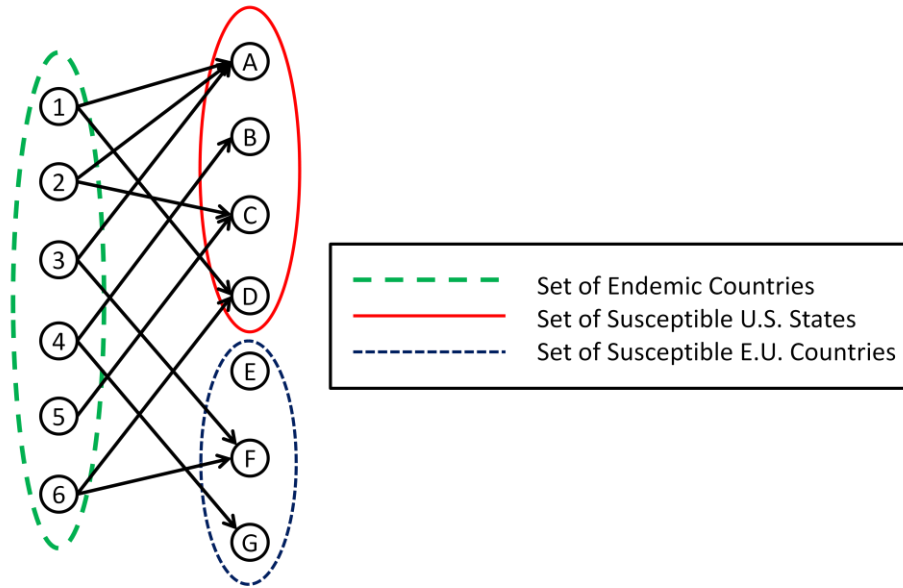 1
2
3
4
5
6
A
B
C
D
E
F
G
Set of Endemic Countries
Set of Susceptible U.S. States
Set of Susceptible E.U. Countries